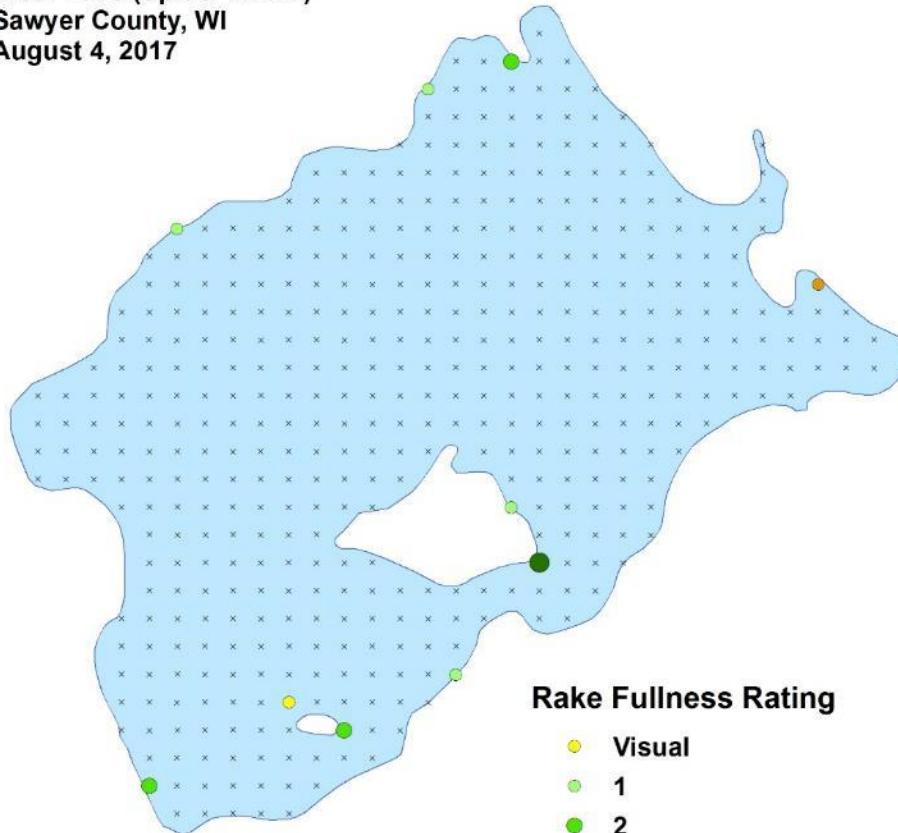 Sawyer County, WI
August 4, 2017
Rake Fullness Rating
Visual
1
2